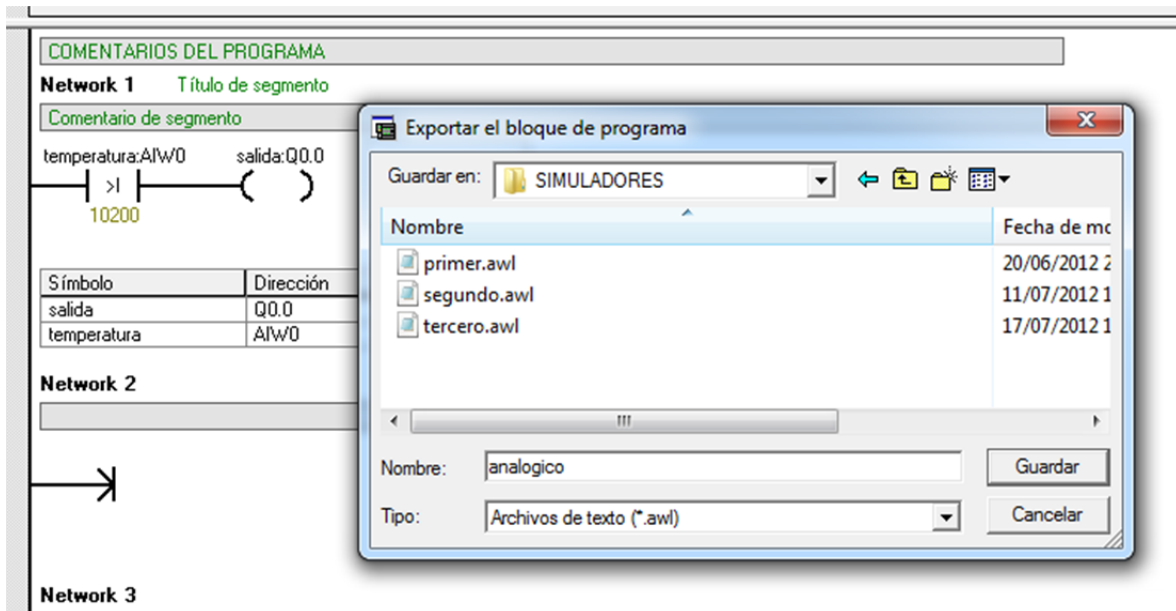 COMENTARIOS DEL PROGRAMA
Network 1 Título de segmento
Comentario de segmento
temperatura:AIW0 salida:Q0.0
>I
10200
Símbolo Dirección
salida Q0.0
temperatura AIW0
Network 2
Network 3
Exportar el bloque de programa
Guardar en: SIMULADORES
Nombre Fecha de mo
primer.awl 20/06/2012 2
segundo.awl 11/07/2012 1
tercero.awl 17/07/2012 1
Nombre: analogico Guardar
Tipo: Archivos de texto (*.awl) Cancelar